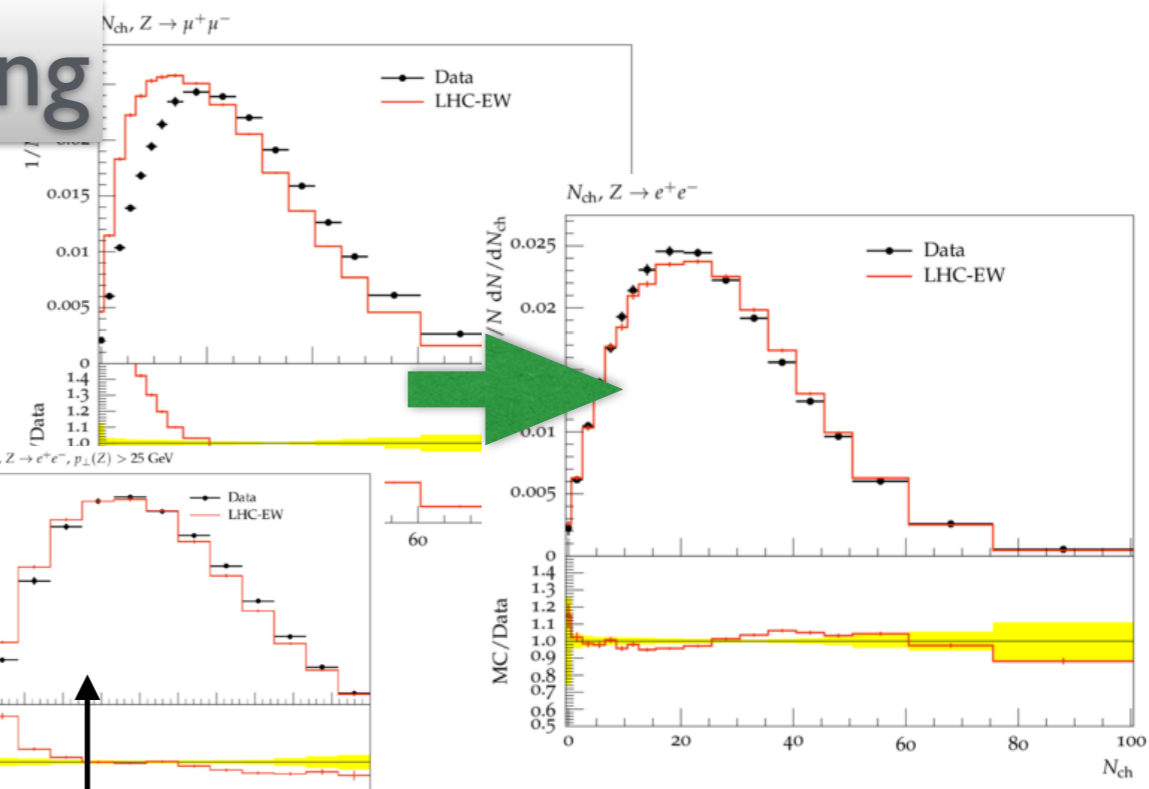 N_ch, Z → μ⁺μ⁻
ng
Data
LHC-EW
0.015
0.01
0.005
0
1.4
1.3
1.2
1.1
1.0
/Data
60
, Z → e⁺e⁻, p⊥(Z) > 25 GeV
Data
LHC-EW
N_ch, Z → e⁺e⁻
/N dN/dN_ch
0.025
0.02
0.01
0.005
0
Data
LHC-EW
MC/Data
1.4
1.3
1.2
1.1
1.0
0.9
0.8
0.7
0.6
0.5
0
20
40
60
80
100
N_ch